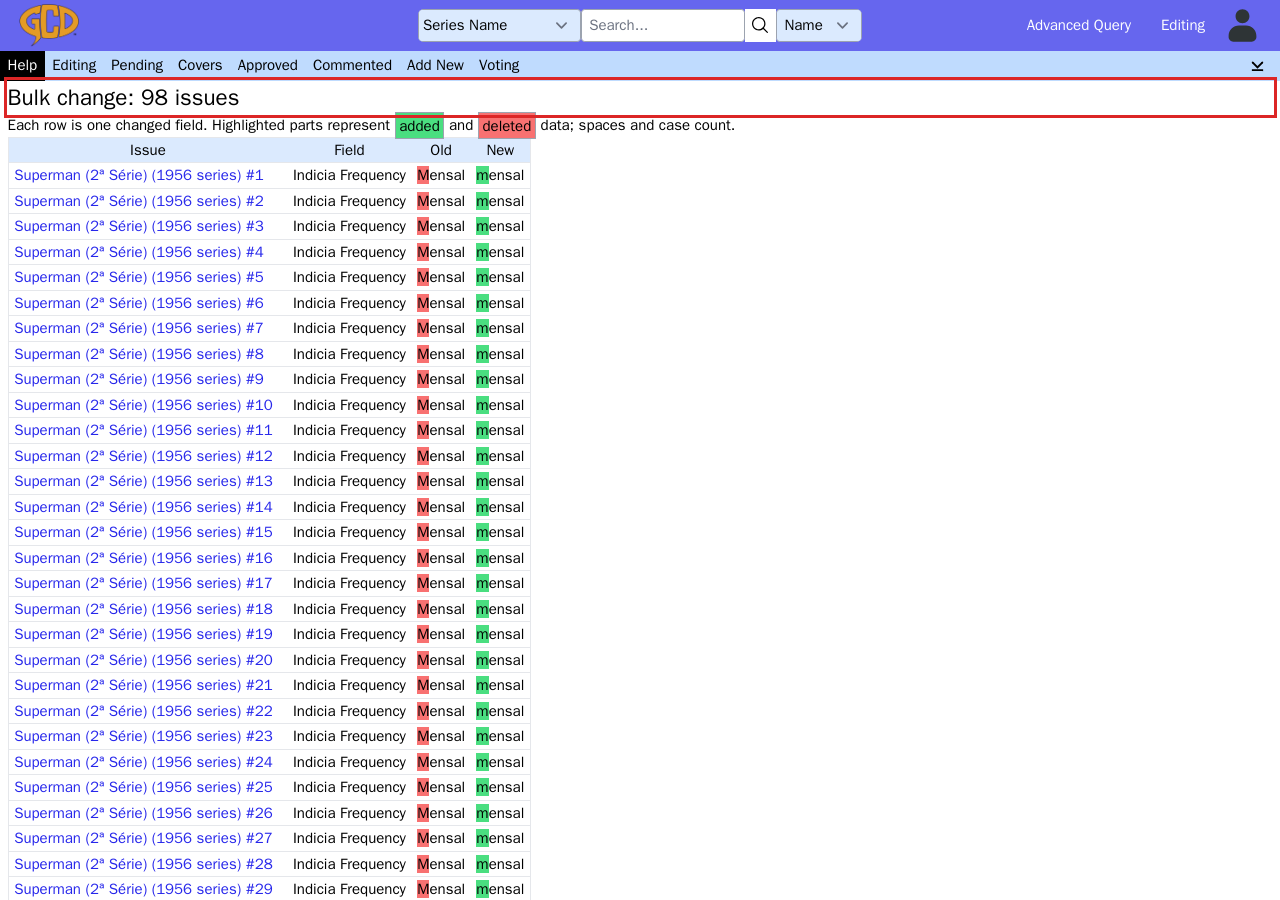 GCD
Series Name Search... Name Advanced Query Editing
Help Editing Pending Covers Approved Commented Add New Voting
Bulk change: 98 issues
Each row is one changed field. Highlighted parts represent added and deleted data; spaces and case count.
Issue Field Old New
Superman (2ª Série) (1956 series) #1 Indicia Frequency Mensal mensal
Superman (2ª Série) (1956 series) #2 Indicia Frequency Mensal mensal
Superman (2ª Série) (1956 series) #3 Indicia Frequency Mensal mensal
Superman (2ª Série) (1956 series) #4 Indicia Frequency Mensal mensal
Superman (2ª Série) (1956 series) #5 Indicia Frequency Mensal mensal
Superman (2ª Série) (1956 series) #6 Indicia Frequency Mensal mensal
Superman (2ª Série) (1956 series) #7 Indicia Frequency Mensal mensal
Superman (2ª Série) (1956 series) #8 Indicia Frequency Mensal mensal
Superman (2ª Série) (1956 series) #9 Indicia Frequency Mensal mensal
Superman (2ª Série) (1956 series) #10 Indicia Frequency Mensal mensal
Superman (2ª Série) (1956 series) #11 Indicia Frequency Mensal mensal
Superman (2ª Série) (1956 series) #12 Indicia Frequency Mensal mensal
Superman (2ª Série) (1956 series) #13 Indicia Frequency Mensal mensal
Superman (2ª Série) (1956 series) #14 Indicia Frequency Mensal mensal
Superman (2ª Série) (1956 series) #15 Indicia Frequency Mensal mensal
Superman (2ª Série) (1956 series) #16 Indicia Frequency Mensal mensal
Superman (2ª Série) (1956 series) #17 Indicia Frequency Mensal mensal
Superman (2ª Série) (1956 series) #18 Indicia Frequency Mensal mensal
Superman (2ª Série) (1956 series) #19 Indicia Frequency Mensal mensal
Superman (2ª Série) (1956 series) #20 Indicia Frequency Mensal mensal
Superman (2ª Série) (1956 series) #21 Indicia Frequency Mensal mensal
Superman (2ª Série) (1956 series) #22 Indicia Frequency Mensal mensal
Superman (2ª Série) (1956 series) #23 Indicia Frequency Mensal mensal
Superman (2ª Série) (1956 series) #24 Indicia Frequency Mensal mensal
Superman (2ª Série) (1956 series) #25 Indicia Frequency Mensal mensal
Superman (2ª Série) (1956 series) #26 Indicia Frequency Mensal mensal
Superman (2ª Série) (1956 series) #27 Indicia Frequency Mensal mensal
Superman (2ª Série) (1956 series) #28 Indicia Frequency Mensal mensal
Superman (2ª Série) (1956 series) #29 Indicia Frequency Mensal mensal